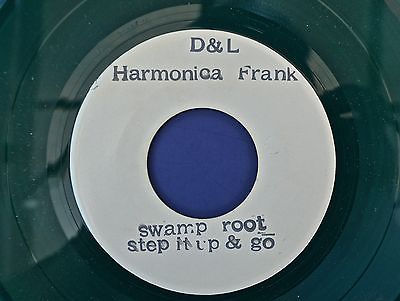 D&L
Harmonica Frank
swamp root
step it up & go